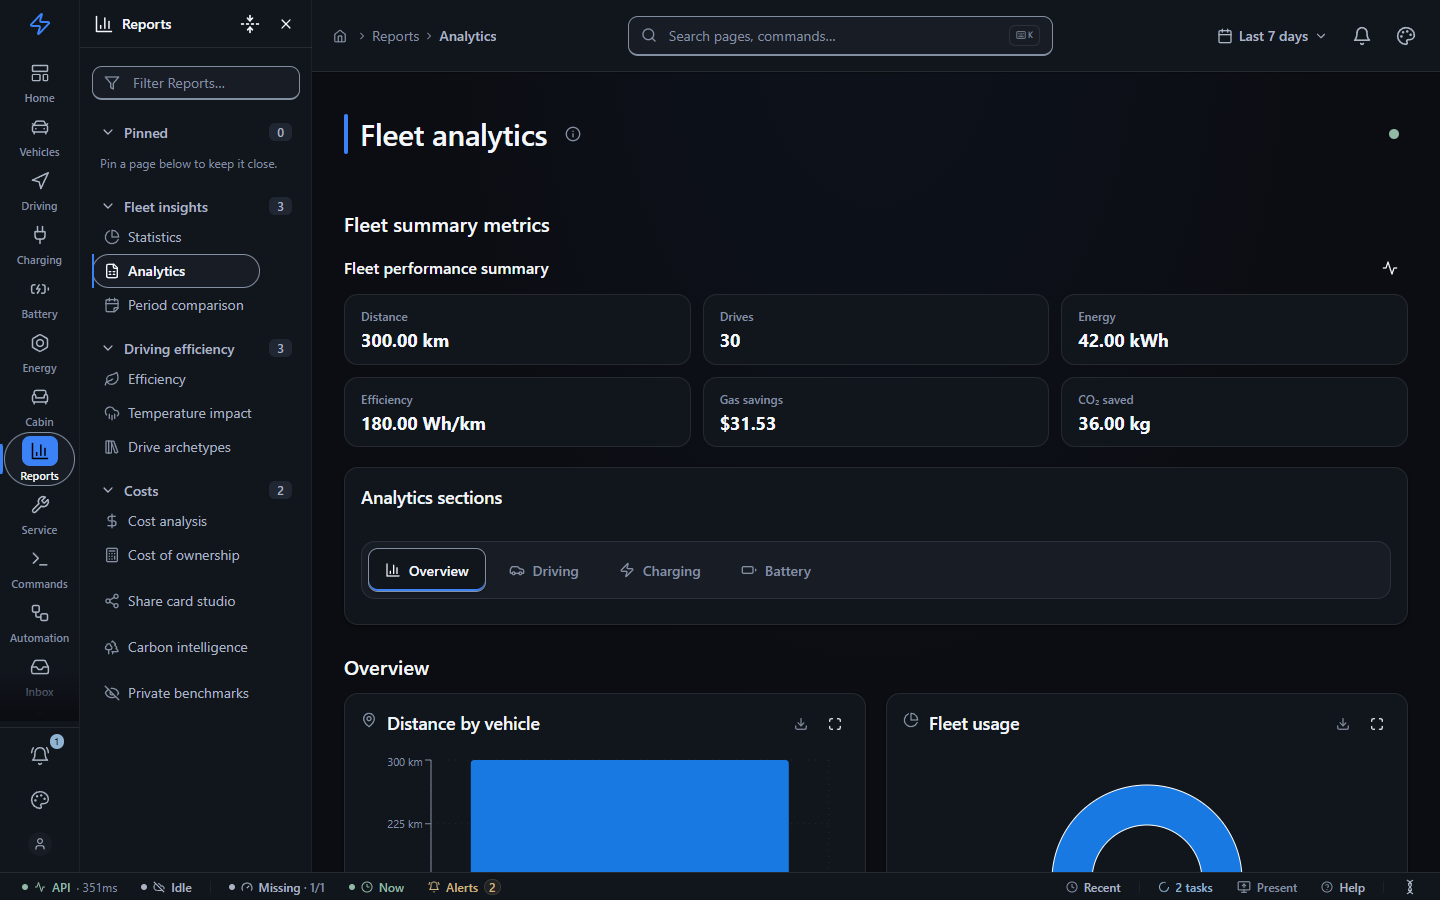 Home
Vehicles
Driving
Charging
Battery
Energy
Cabin
Reports
Service
Commands
Automation
Inbox
1
Reports
Filter Reports...
Pinned 0
Pin a page below to keep it close.
Fleet insights 3
Statistics
Analytics
Period comparison
Driving efficiency 3
Efficiency
Temperature impact
Drive archetypes
Costs 2
Cost analysis
Cost of ownership
Share card studio
Carbon intelligence
Private benchmarks
Reports Analytics
Search pages, commands... K
Last 7 days
Fleet analytics
Fleet summary metrics
Fleet performance summary
Distance
300.00 km
Drives
30
Energy
42.00 kWh
Efficiency
180.00 Wh/km
Gas savings
$31.53
CO₂ saved
36.00 kg
Analytics sections
Overview Driving Charging Battery
Overview
Distance by vehicle
300 km
225 km
Fleet usage
API · 351ms Idle Missing · 1/1 Now Alerts 2 Recent 2 tasks Present Help